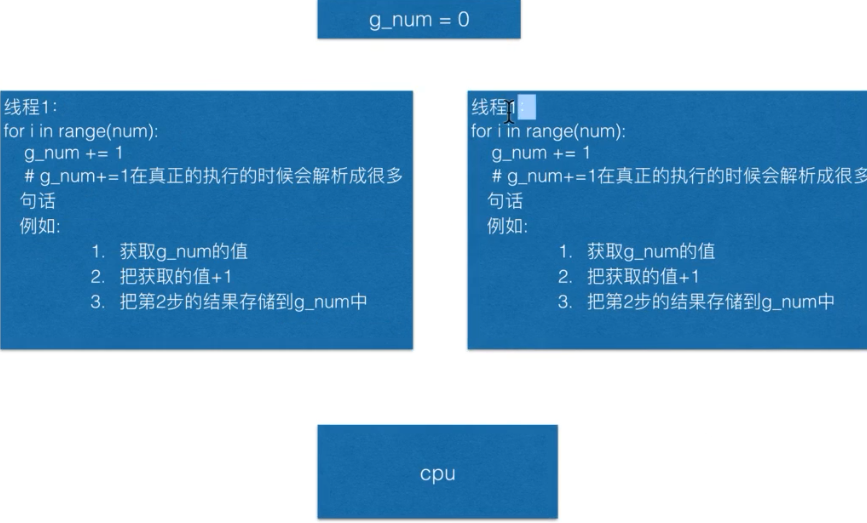 g_num = 0
线程1:
for i in range(num):
g_num += 1
# g_num+=1在真正的执行的时候会解析成很多
句话
例如:
1. 获取g_num的值
2. 把获取的值+1
3. 把第2步的结果存储到g_num中
线程1:
for i in range(num):
g_num += 1
# g_num+=1在真正的执行的时候会解析成很多
句话
例如:
1. 获取g_num的值
2. 把获取的值+1
3. 把第2步的结果存储到g_num中
cpu